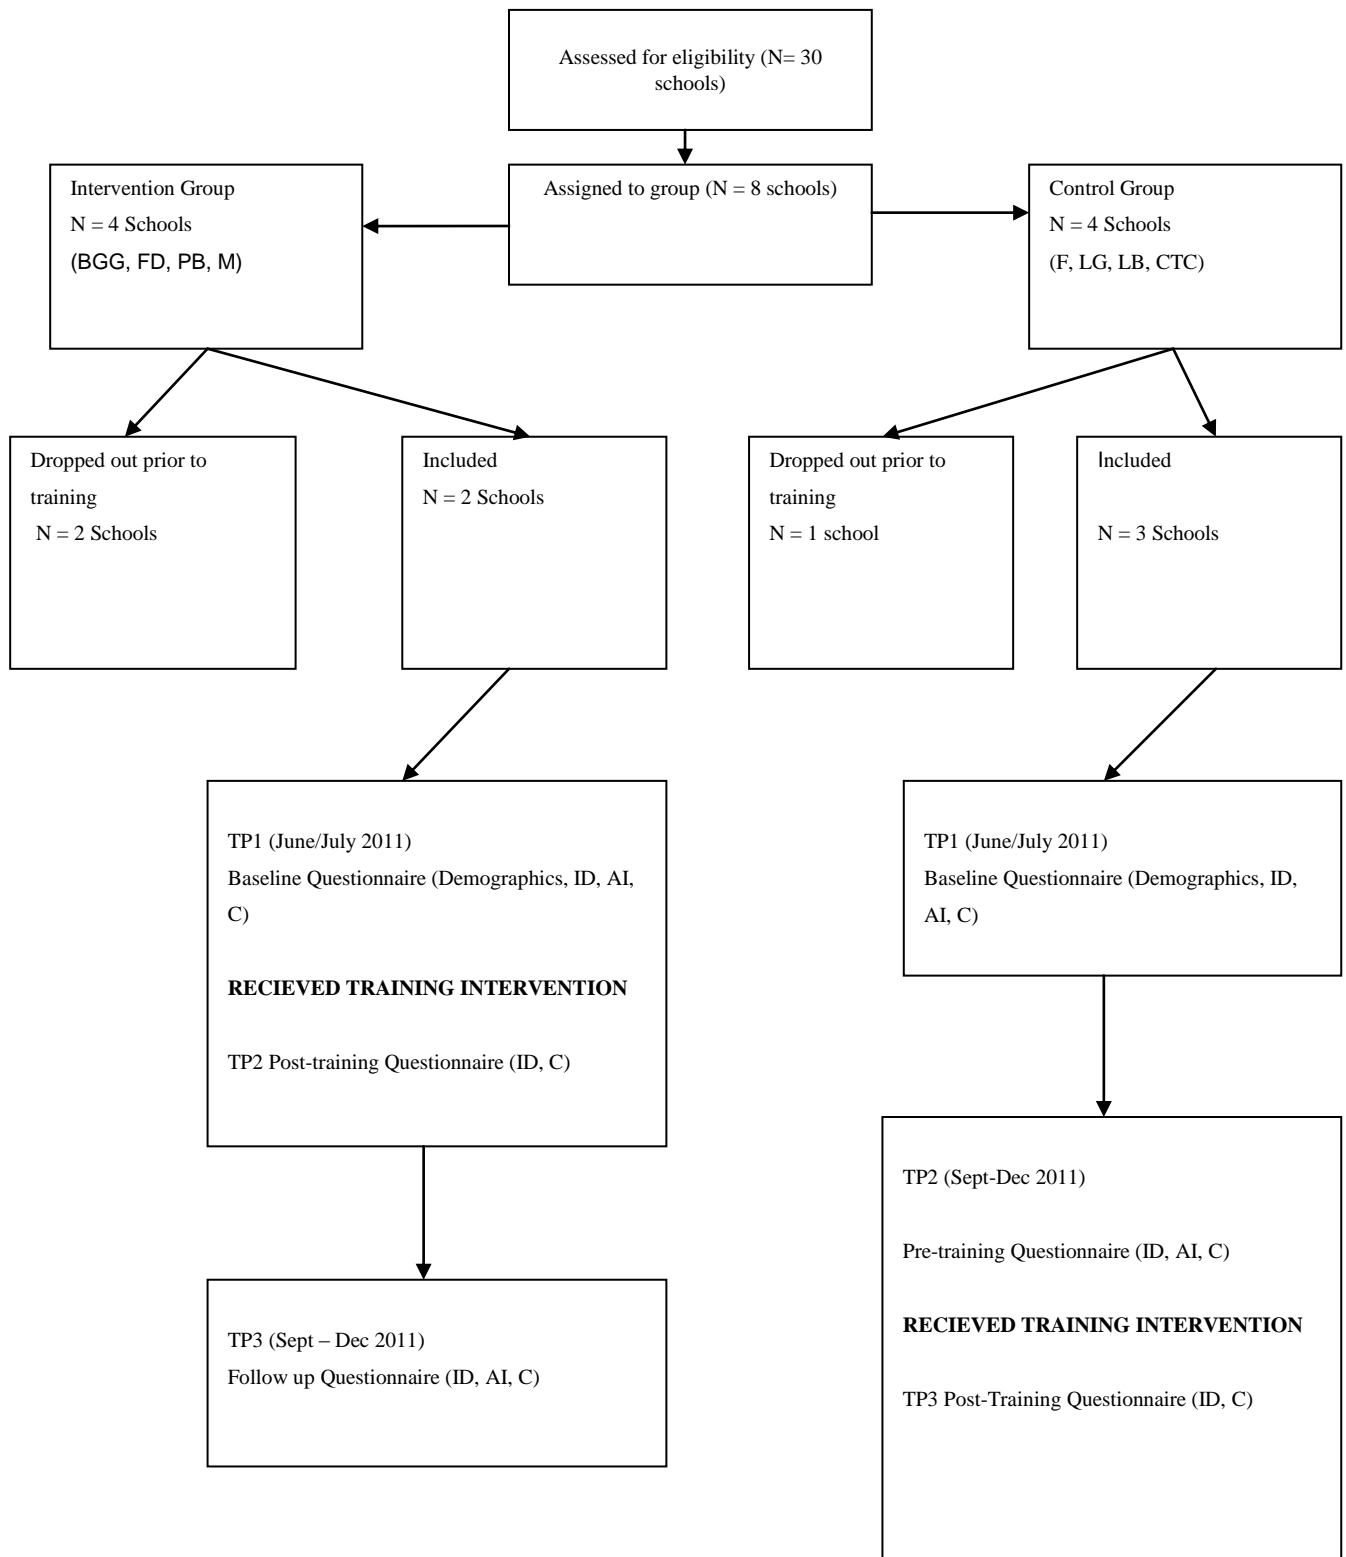 Assessed for eligibility (N= 30
schools)
Assigned to group (N = 8 schools)
Intervention Group
N = 4 Schools
(BGG, FD, PB, M)
Control Group
N = 4 Schools
(F, LG, LB, CTC)
Dropped out prior to
training
N = 2 Schools
Included
N = 2 Schools
Dropped out prior to
training
N = 1 school
Included
N = 3 Schools
TP1 (June/July 2011)
Baseline Questionnaire (Demographics, ID, AI,
C)
RECIEVED TRAINING INTERVENTION
TP2 Post-training Questionnaire (ID, C)
TP1 (June/July 2011)
Baseline Questionnaire (Demographics, ID,
AI, C)
TP3 (Sept – Dec 2011)
Follow up Questionnaire (ID, AI, C)
TP2 (Sept-Dec 2011)
Pre-training Questionnaire (ID, AI, C)
RECIEVED TRAINING INTERVENTION
TP3 Post-Training Questionnaire (ID, C)